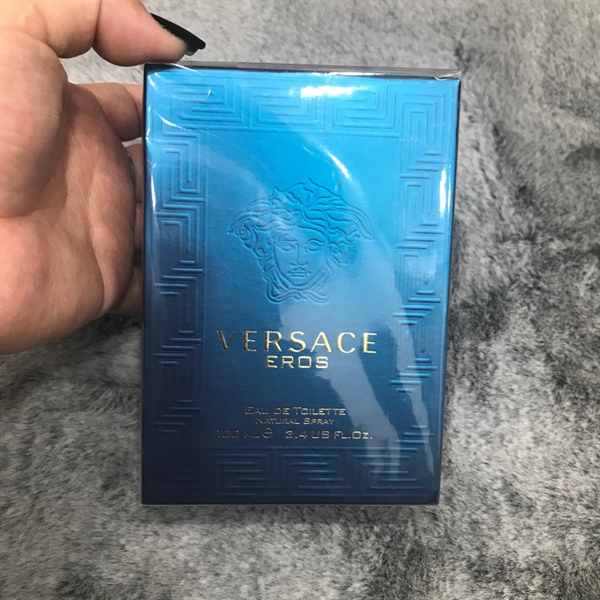 VERSACE
EROS
EAU DE TOILETTE
NATURAL SPRAY
100 ML ℮ 3.4 US FL.OZ.